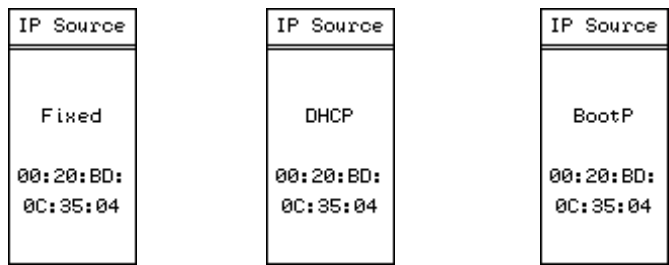 IP Source
Fixed
00:20:BD:
0C:35:04
IP Source
DHCP
00:20:BD:
0C:35:04
IP Source
BootP
00:20:BD:
0C:35:04